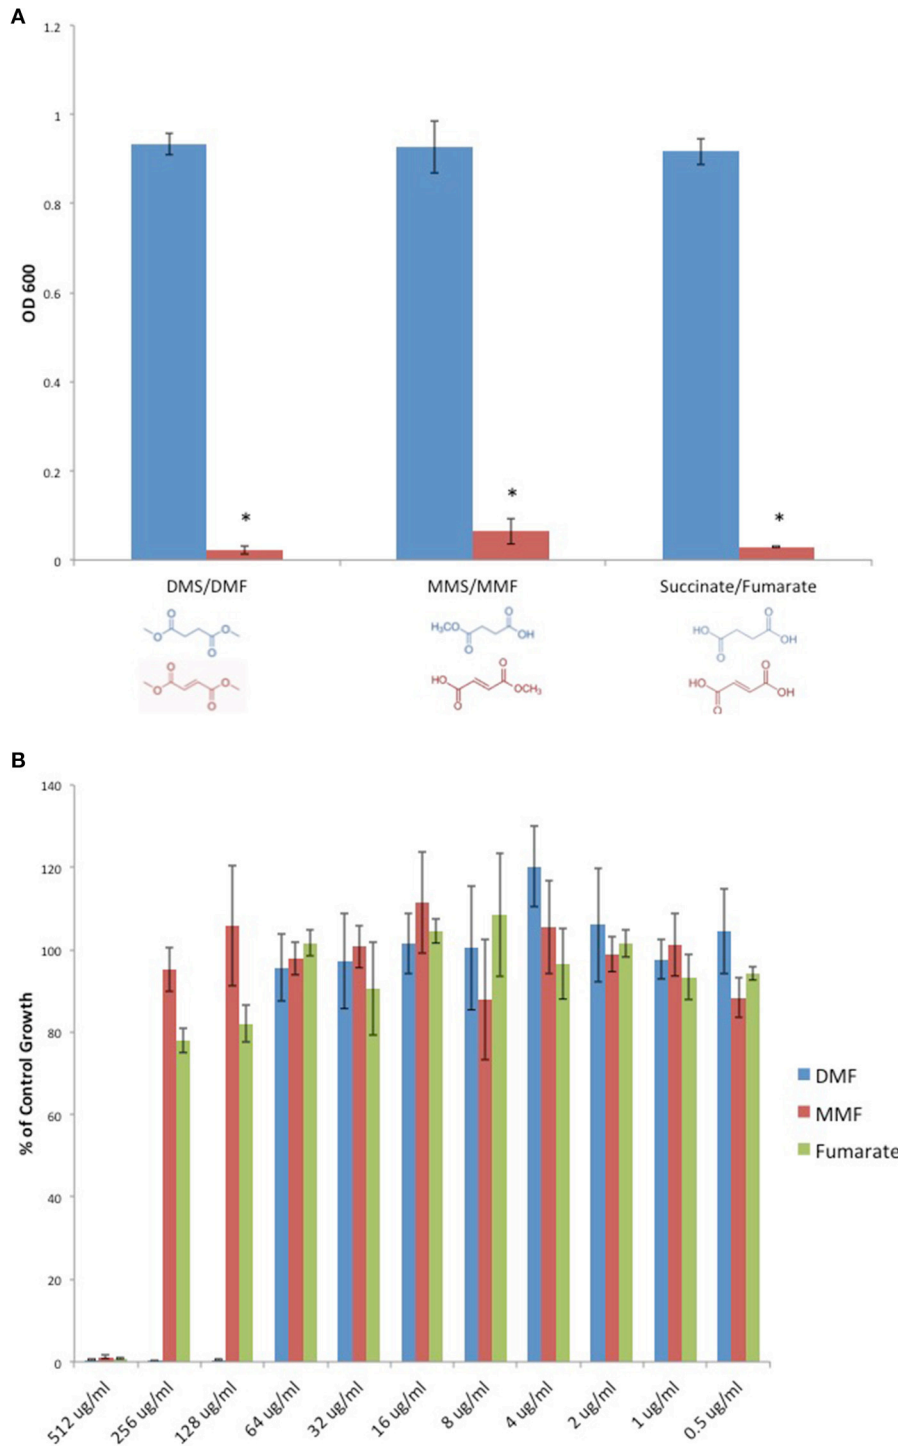 A
1.2
1
0.8
0.6
0.4
0.2
0
OD 600
*
*
*
DMS/DMF MMS/MMF Succinate/Fumarate
O O O O
H₃CO O O OH
HO O O OH
O O O O
HO O O OCH₃
HO O O OH
B
140
120
100
80
60
40
20
0
% of Control Growth
DMF
MMF
Fumarate
512 ug/ml 256 ug/ml 128 ug/ml 64 ug/ml 32 ug/ml 16 ug/ml 8 ug/ml 4 ug/ml 2 ug/ml 1 ug/ml 0.5 ug/ml